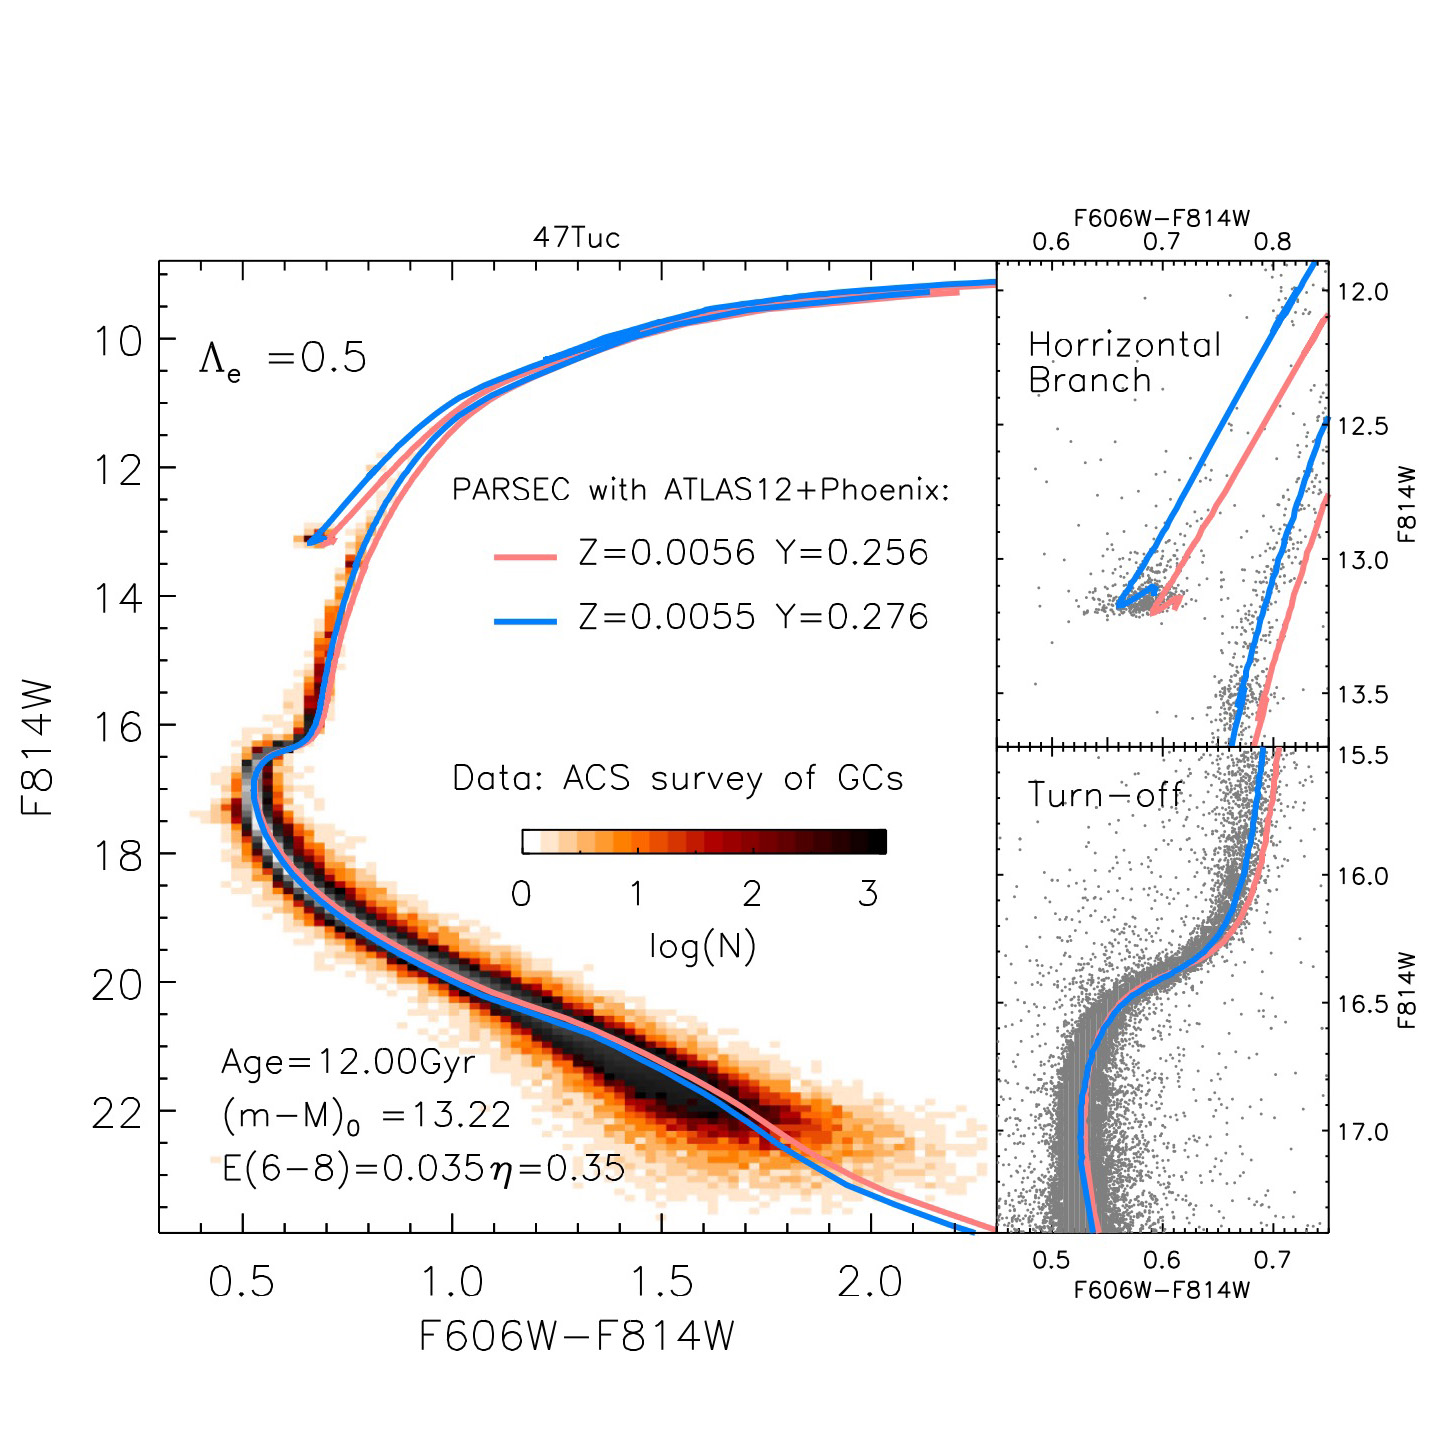 47Tuc
Λe =0.5
PARSEC with ATLAS12+Phoenix:
Z=0.0056 Y=0.256
Z=0.0055 Y=0.276
Data: ACS survey of GCs
0 1 2 3
log(N)
Age=12.00Gyr
(m-M)0 =13.22
E(6-8)=0.035 η=0.35
10
12
14
16
18
20
22
F814W
0.5 1.0 1.5 2.0
F606W-F814W
F606W-F814W
0.6 0.7 0.8
Horrizontal
Branch
12.0
12.5
13.0
13.5
F814W
Turn-off
15.5
16.0
16.5
17.0
F814W
0.5 0.6 0.7
F606W-F814W